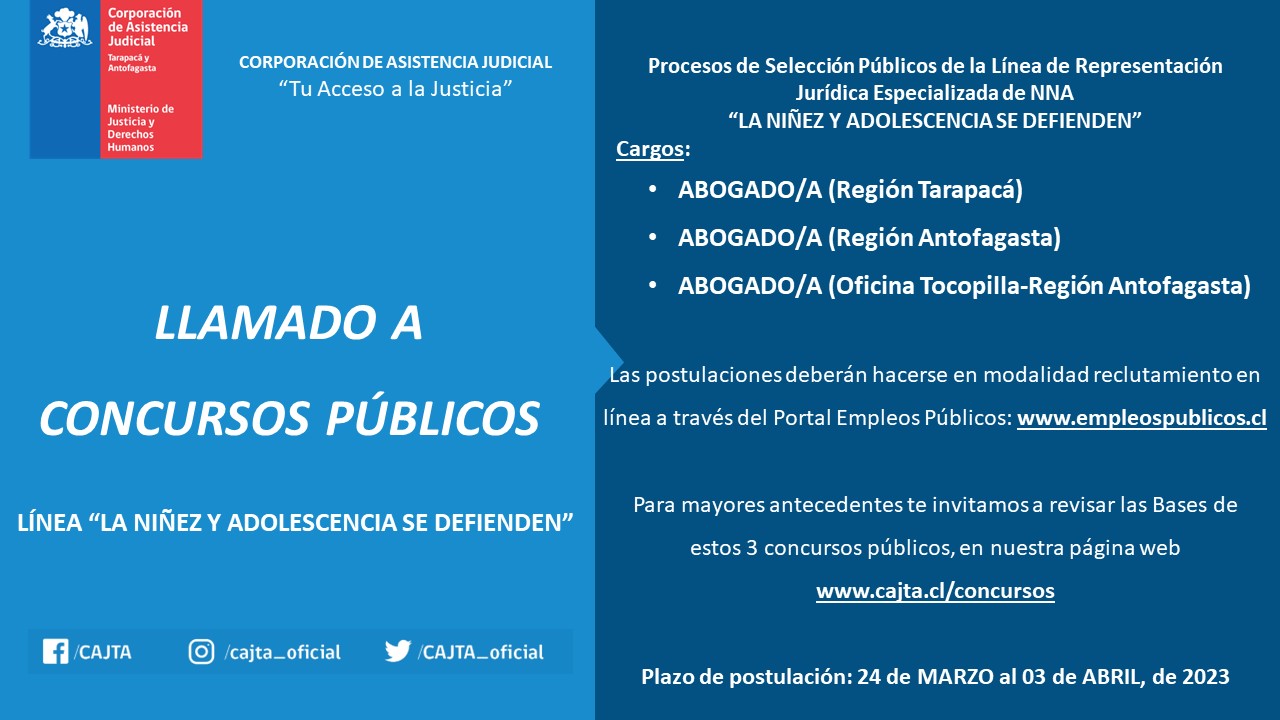 Corporación
de Asistencia
Judicial
Tarapacá y
Antofagasta
Ministerio de
Justicia y
Derechos
Humanos
CORPORACIÓN DE ASISTENCIA JUDICIAL
“Tu Acceso a la Justicia”
LLAMADO A
CONCURSOS PÚBLICOS
LÍNEA “LA NIÑEZ Y ADOLESCENCIA SE DEFIENDEN”
/CAJTA
/cajta_oficial
/CAJTA_oficial
Procesos de Selección Públicos de la Línea de Representación
Jurídica Especializada de NNA
“LA NIÑEZ Y ADOLESCENCIA SE DEFIENDEN”
Cargos:
• ABOGADO/A (Región Tarapacá)
• ABOGADO/A (Región Antofagasta)
• ABOGADO/A (Oficina Tocopilla-Región Antofagasta)
Las postulaciones deberán hacerse en modalidad reclutamiento en
línea a través del Portal Empleos Públicos: www.empleospublicos.cl
Para mayores antecedentes te invitamos a revisar las Bases de
estos 3 concursos públicos, en nuestra página web
www.cajta.cl/concursos
Plazo de postulación: 24 de MARZO al 03 de ABRIL, de 2023